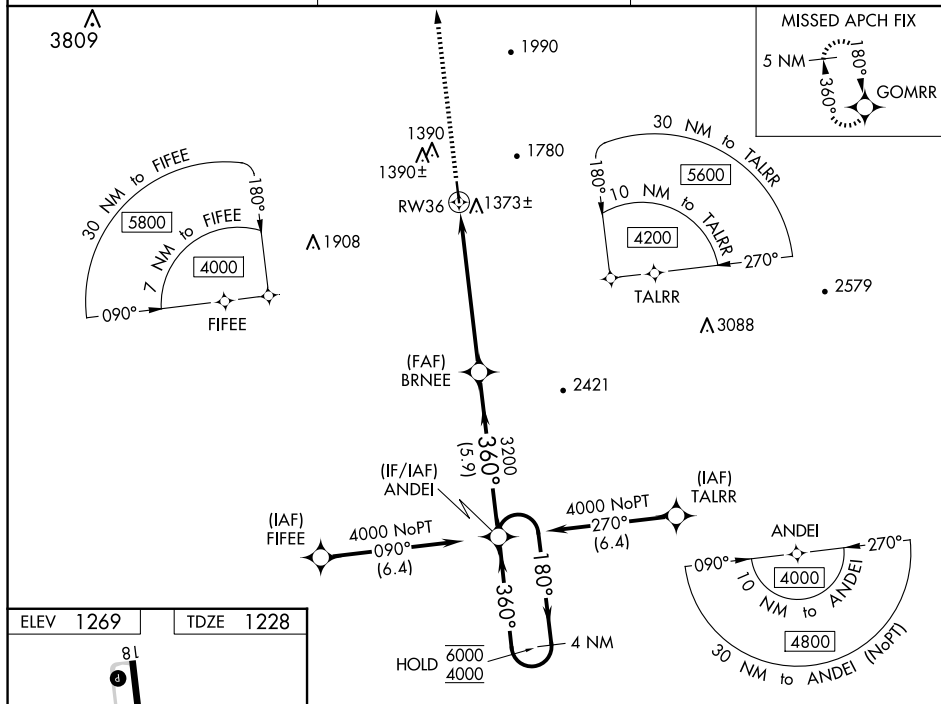 3809
1990
MISSED APCH FIX
5 NM
180°
360°
GOMRR
1390
1390±
1780
30 NM to TALRR
5600
180°
10 NM to TALRR
4200
270°
TALRR
30 NM to FIFEE
5800
180°
7 NM to FIFEE
4000
090°
FIFEE
RW36
1373±
1908
2579
3088
(FAF)
BRNEE
2421
3200
360°
(5.9)
(IF/IAF)
ANDEI
(IAF)
TALRR
4000 NoPT
270°
(6.4)
(IAF)
FIFEE
4000 NoPT
090°
(6.4)
180°
360°
ANDEI
090°
270°
4000
10 NM to ANDEI
4800
30 NM to ANDEI (NoPT)
HOLD
6000
4000
4 NM
ELEV 1269
TDZE 1228
18
P